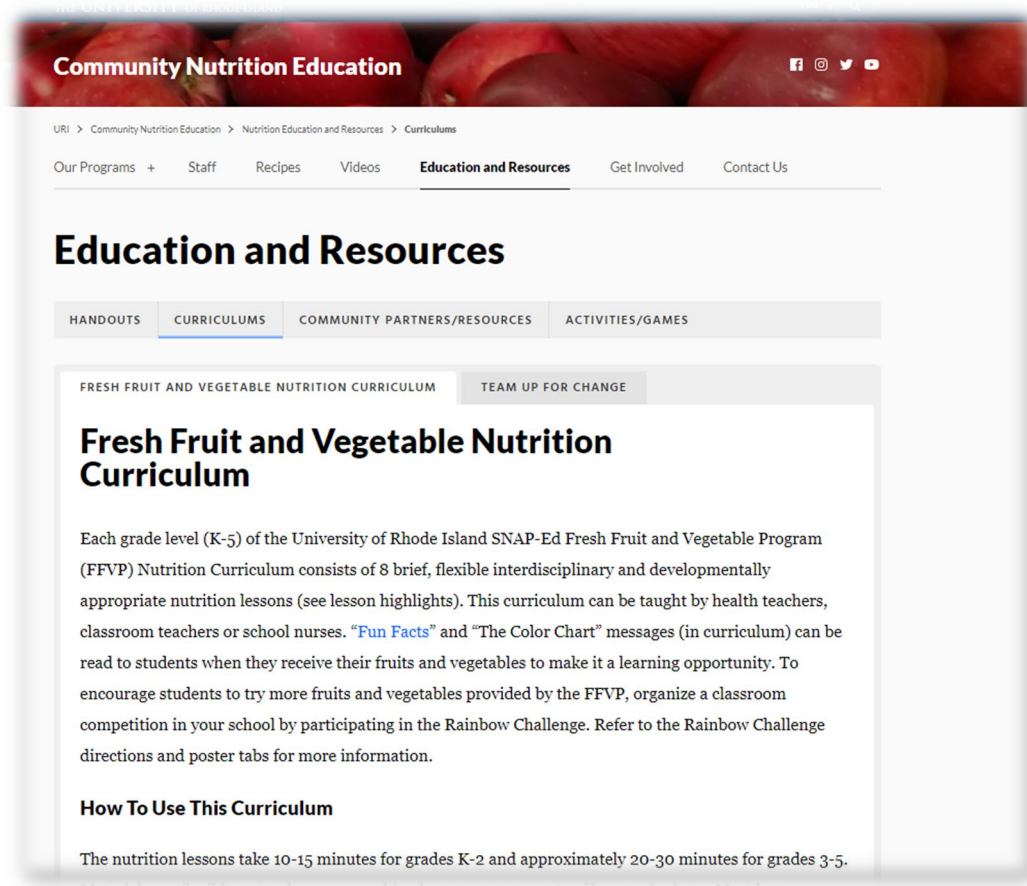 Community Nutrition Education
URI > Community Nutrition Education > Nutrition Education and Resources > Curriculums
Our Programs + Staff Recipes Videos Education and Resources Get Involved Contact Us
Education and Resources
HANDOUTS CURRICULUMS COMMUNITY PARTNERS/RESOURCES ACTIVITIES/GAMES
FRESH FRUIT AND VEGETABLE NUTRITION CURRICULUM TEAM UP FOR CHANGE
Fresh Fruit and Vegetable Nutrition
Curriculum
Each grade level (K-5) of the University of Rhode Island SNAP-Ed Fresh Fruit and Vegetable Program
(FFVP) Nutrition Curriculum consists of 8 brief, flexible interdisciplinary and developmentally
appropriate nutrition lessons (see lesson highlights). This curriculum can be taught by health teachers,
classroom teachers or school nurses. “Fun Facts” and “The Color Chart” messages (in curriculum) can be
read to students when they receive their fruits and vegetables to make it a learning opportunity. To
encourage students to try more fruits and vegetables provided by the FFVP, organize a classroom
competition in your school by participating in the Rainbow Challenge. Refer to the Rainbow Challenge
directions and poster tabs for more information.
How To Use This Curriculum
The nutrition lessons take 10-15 minutes for grades K-2 and approximately 20-30 minutes for grades 3-5.